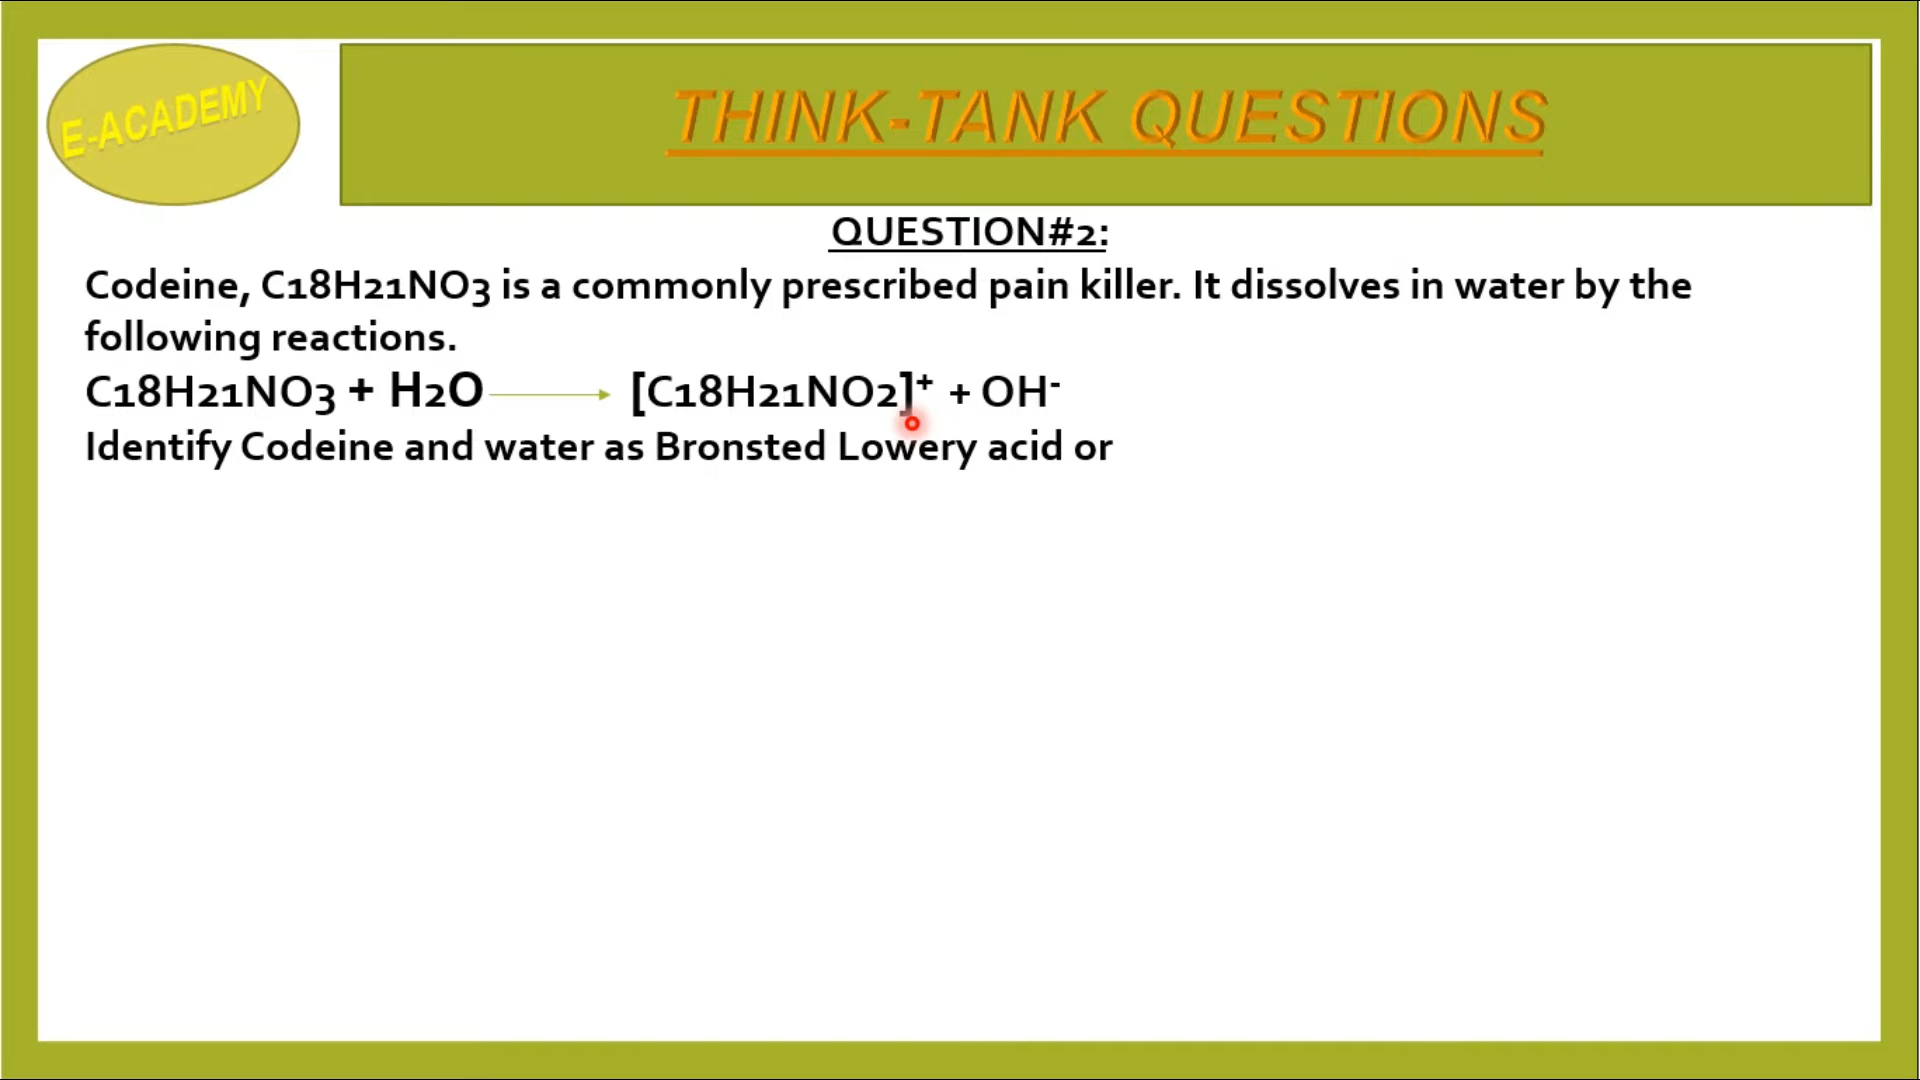 E-ACADEMY
THINK-TANK QUESTIONS
QUESTION#2:
Codeine, C18H21NO3 is a commonly prescribed pain killer. It dissolves in water by the
following reactions.
C18H21NO3 + H2O [C18H21NO2]⁺ + OH⁻
Identify Codeine and water as Bronsted Lowery acid or